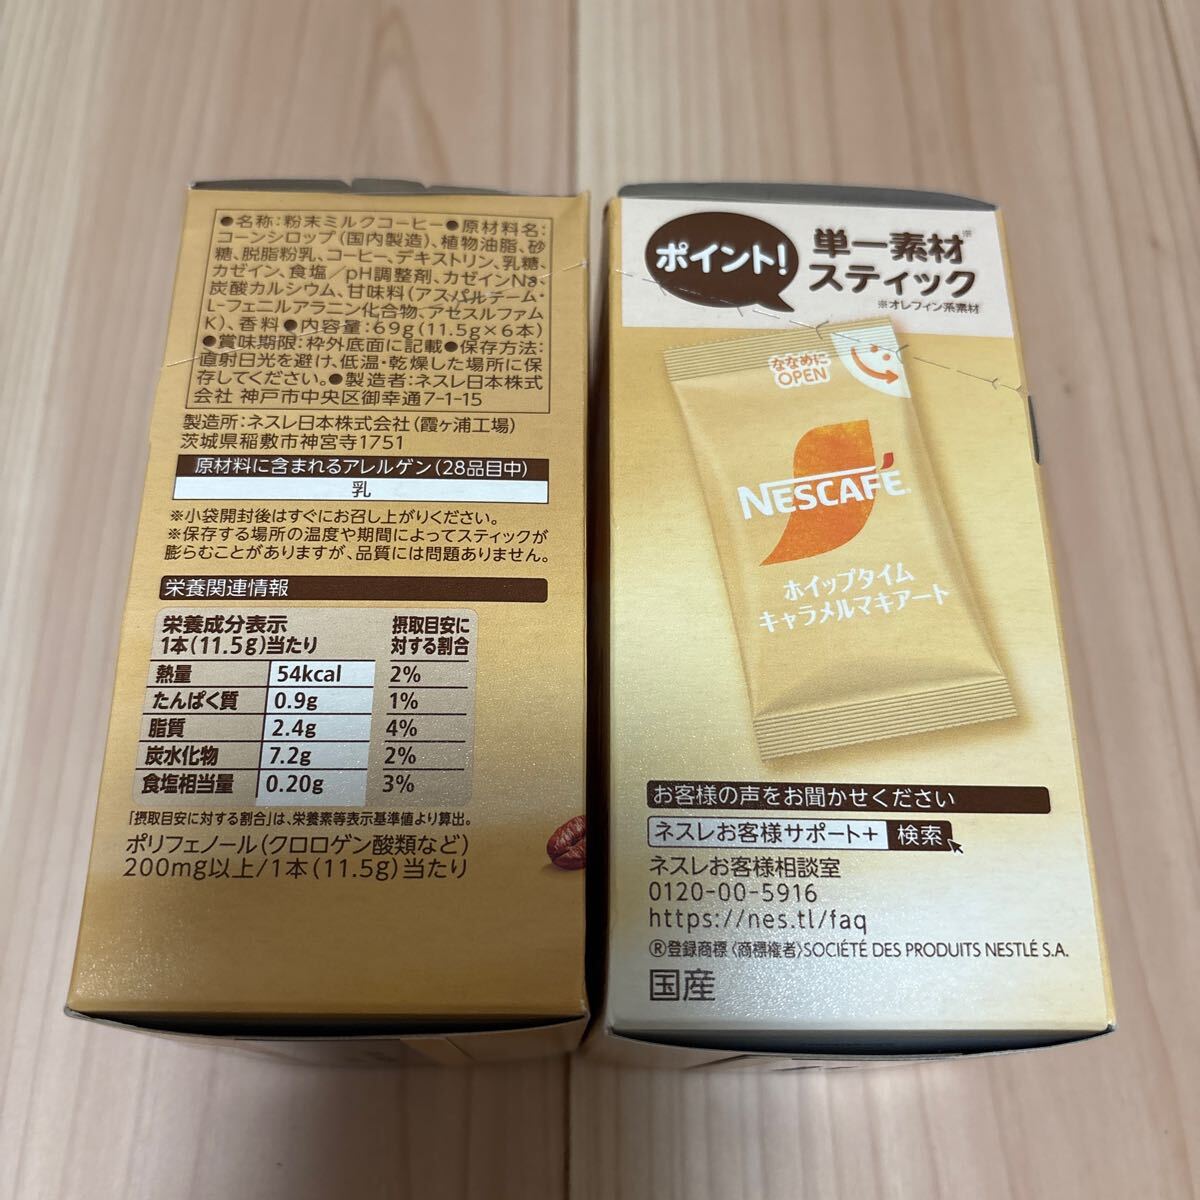 ●名称:粉末ミルクコーヒー●原材料名:
コーンシロップ(国内製造)、植物油脂、砂
糖、脱脂粉乳、コーヒー、デキストリン、乳糖、
カゼイン、食塩/pH調整剤、カゼインNa、
炭酸カルシウム、甘味料(アスパルテーム・
L-フェニルアラニン化合物、アセスルファム
K)、香料●内容量:69g(11.5g×6本)
●賞味期限:枠外底面に記載●保存方法:
直射日光を避け、低温・乾燥した場所に保
存してください。●製造者:ネスレ日本株式
会社 神戸市中央区御幸通7-1-15
製造所:ネスレ日本株式会社(霞ヶ浦工場)
茨城県稲敷市神宮寺1751
原材料に含まれるアレルゲン(28品目中)
乳
※小袋開封後はすぐにお召し上がりください。
※保存する場所の温度や期間によってスティックが
膨らむことがありますが、品質には問題ありません。
栄養関連情報
栄養成分表示
1本(11.5g)当たり
摂取目安に
対する割合
熱量 54kcal 2%
たんぱく質 0.9g 1%
脂質 2.4g 4%
炭水化物 7.2g 2%
食塩相当量 0.20g 3%
「摂取目安に対する割合」は、栄養素等表示基準値より算出。
ポリフェノール(クロロゲン酸類など)
200mg以上/1本(11.5g)当たり
ポイント!
単一素材※
スティック
※オレフィン系素材
ななめに
OPEN
NESCAFÉ®
ホイップタイム
キャラメルマキアート
お客様の声をお聞かせください
ネスレお客様サポート+ 検索
ネスレお客様相談室
0120-00-5916
https://nes.tl/faq
®登録商標〈商標権者〉SOCIÉTÉ DES PRODUITS NESTLÉ S.A.
国産